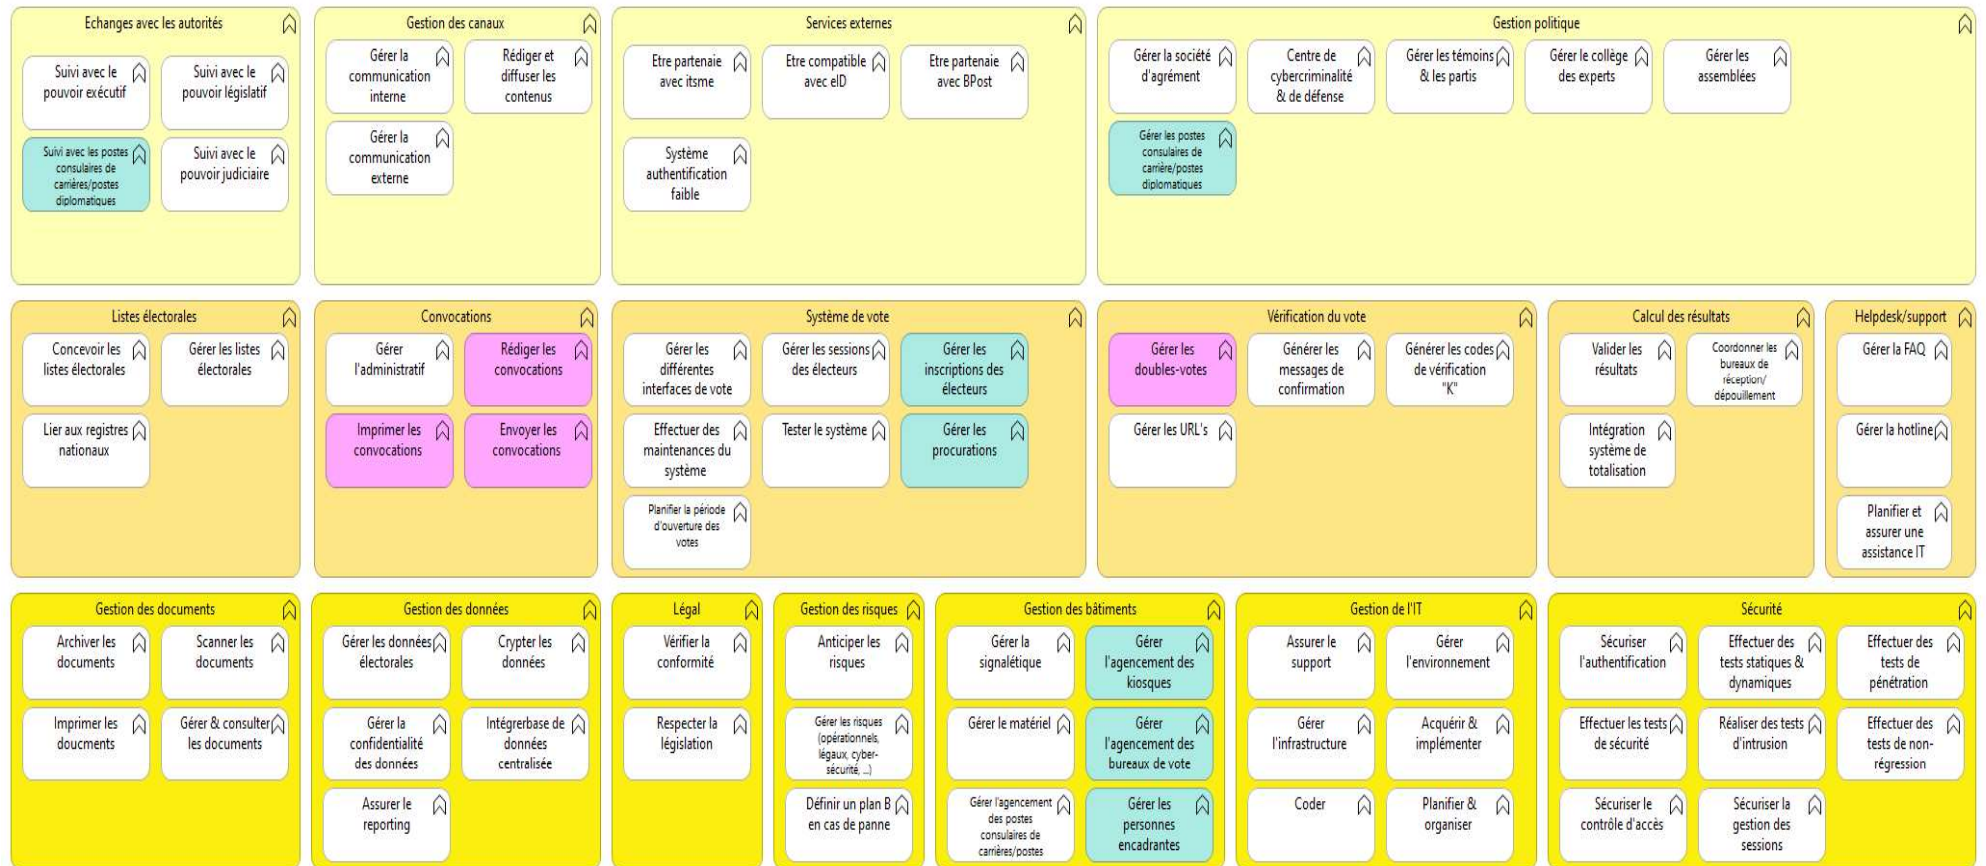 Echanges avec les autorités
Suivi avec le
pouvoir exécutif
Suivi avec le
pouvoir législatif
Suivi avec les postes
consulaires de
carrières/postes
diplomatiques
Suivi avec le
pouvoir judiciaire
Gestion des canaux
Gérer la
communication
interne
Rédiger et
diffuser les
contenus
Gérer la
communication
externe
Services externes
Etre partenaie
avec itsme
Etre compatible
avec eID
Etre partenaie
avec BPost
Système
authentification
faible
Gestion politique
Gérer la société
d'agrément
Centre de
cybercriminalité
& de défense
Gérer les témoins
& les partis
Gérer le collège
des experts
Gérer les
assemblées
Gérer les postes
consulaires de
carrière/postes
diplomatiques
Listes électorales
Concevoir les
listes électorales
Gérer les listes
électorales
Lier aux registres
nationaux
Convocations
Gérer
l'administratif
Rédiger les
convocations
Imprimer les
convocations
Envoyer les
convocations
Système de vote
Gérer les
différentes
interfaces de vote
Gérer les sessions
des électeurs
Gérer les
inscriptions des
électeurs
Effectuer des
maintenances du
système
Tester le système
Gérer les
procurations
Planifier la période
d'ouverture des
votes
Vérification du vote
Gérer les
doubles-votes
Générer les
messages de
confirmation
Générer les codes
de vérification
"K"
Gérer les URL's
Calcul des résultats
Valider les
résultats
Coordonner les
bureaux de
réception/
dépouillement
Intégration
système de
totalisation
Helpdesk/support
Gérer la FAQ
Gérer la hotline
Planifier et
assurer une
assistance IT
Gestion des documents
Archiver les
documents
Scanner les
documents
Imprimer les
doucments
Gérer & consulter
les documents
Gestion des données
Gérer les données
électorales
Crypter les
données
Gérer la
confidentialité
des données
Intégrerbase de
données
centralisée
Assurer le
reporting
Légal
Vérifier la
conformité
Respecter la
législation
Gestion des risques
Anticiper les
risques
Gérer les risques
(opérationnels,
légaux, cyber-
sécurité, ...)
Définir un plan B
en cas de panne
Gestion des bâtiments
Gérer la
signalétique
Gérer
l'agencement des
kiosques
Gérer le matériel
Gérer
l'agencement des
bureaux de vote
Gérer l'agencement
des postes
consulaires de
carrières/postes
Gérer les
personnes
encadrantes
Gestion de l'IT
Assurer le
support
Gérer
l'environnement
Gérer
l'infrastructure
Acquérir &
implémenter
Coder
Planifier &
organiser
Sécurité
Sécuriser
l'authentification
Effectuer des
tests statiques &
dynamiques
Effectuer des
tests de
pénétration
Effectuer les tests
de sécurité
Réaliser des tests
d'intrusion
Effectuer des
tests de non-
régression
Sécuriser le
contrôle d'accès
Sécuriser la
gestion des
sessions